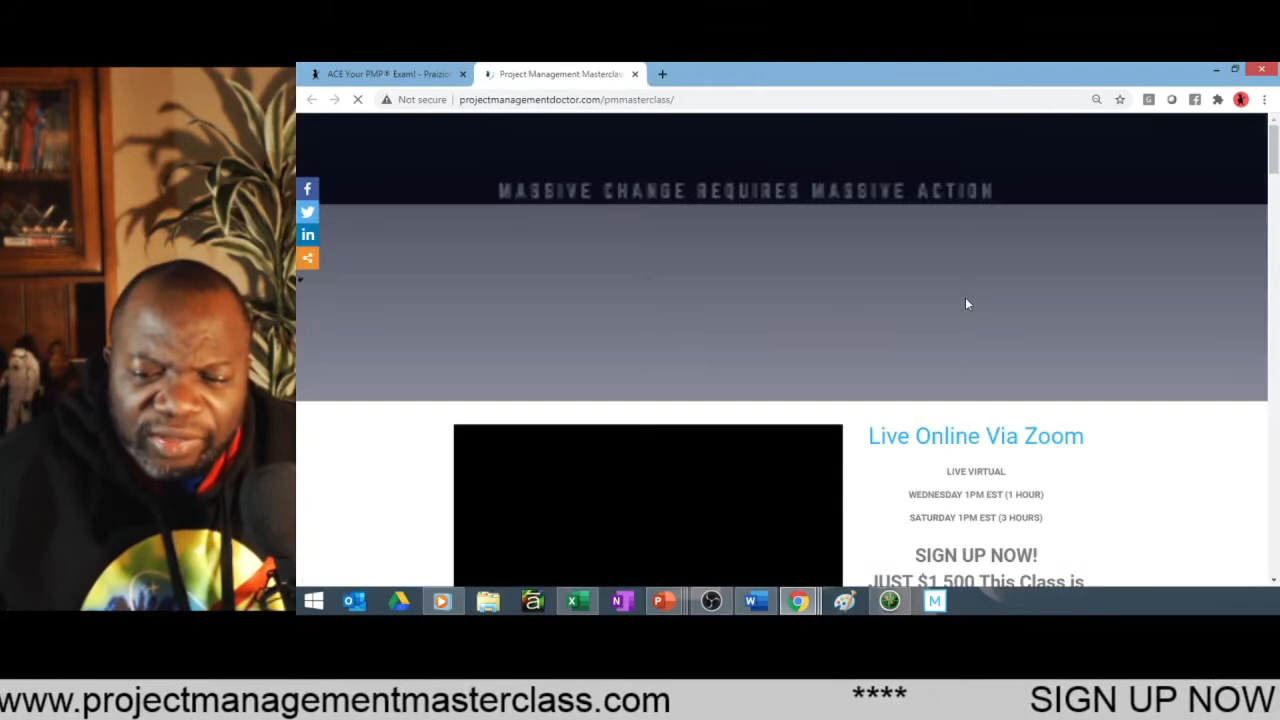 ACE Your PMP® Exam! - Praizio
Project Management Masterclas
Not secure
projectmanagementdoctor.com/pmmasterclass/
MASSIVE CHANGE REQUIRES MASSIVE ACTION
Live Online Via Zoom
LIVE VIRTUAL
WEDNESDAY 1PM EST (1 HOUR)
SATURDAY 1PM EST (3 HOURS)
SIGN UP NOW!
JUST $1,500 This Class is
www.projectmanagementmasterclass.com **** SIGN UP NOW